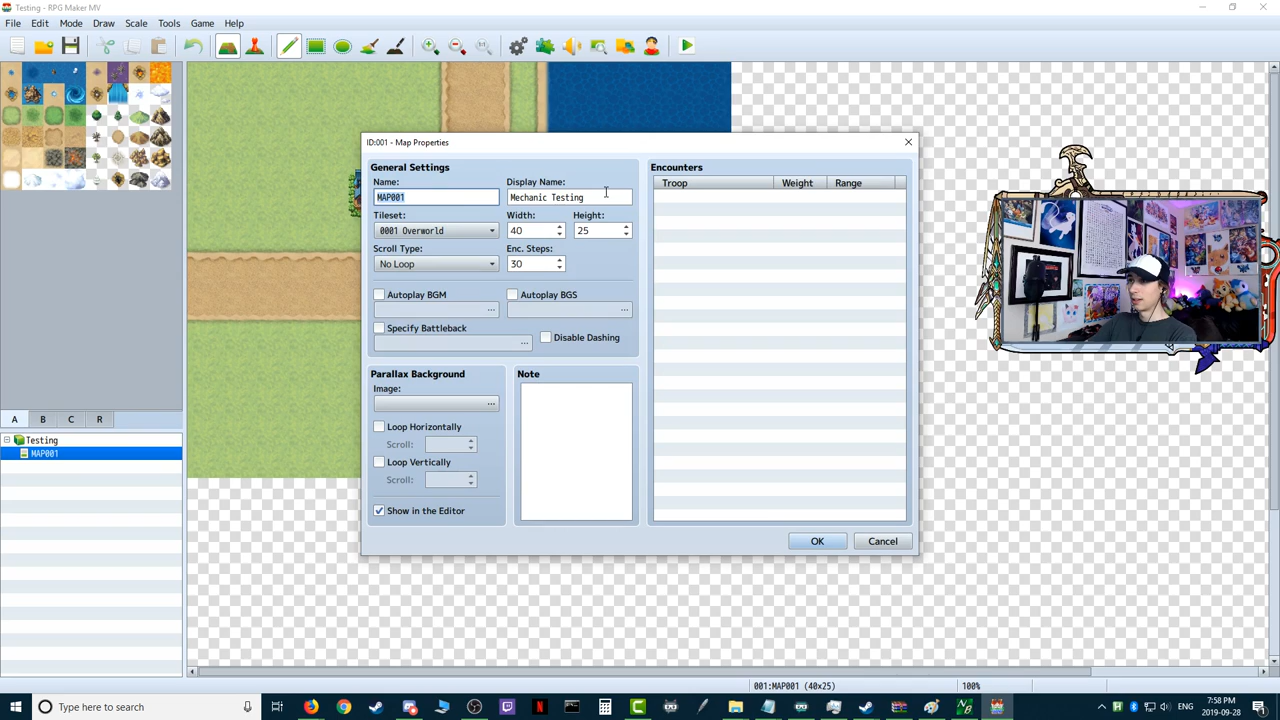 Testing - RPG Maker MV
File Edit Mode Draw Scale Tools Game Help
ID:001 - Map Properties
General Settings
Name:
Display Name:
MAP001
Mechanic Testing
Tileset:
Width:
Height:
0001 Overworld
40
25
Scroll Type:
Enc. Steps:
No Loop
30
Autoplay BGM
Autoplay BGS
Specify Battleback
Disable Dashing
Parallax Background
Image:
Loop Horizontally
Scroll:
Loop Vertically
Scroll:
Show in the Editor
Note
Encounters
Troop Weight Range
OK Cancel
A B C R
Testing
MAP001
001:MAP001 (40x25) 100%
Type here to search
ENG
7:58 PM
2019-09-28